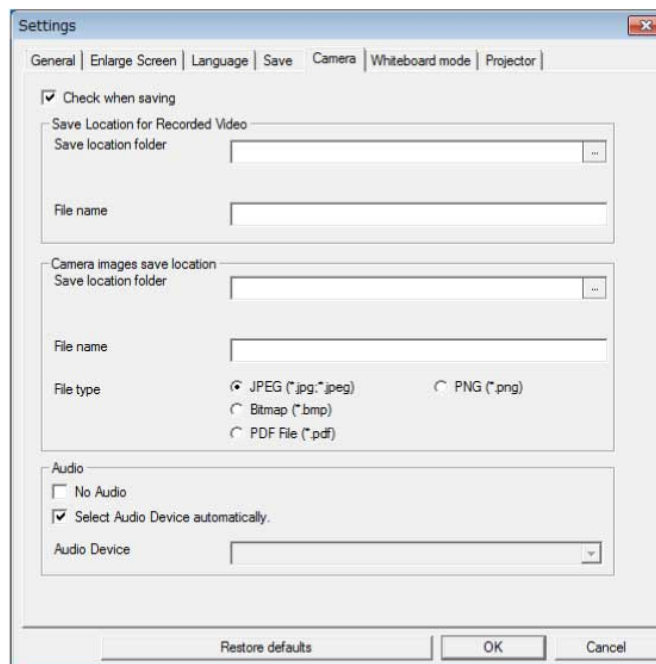 Settings
General Enlarge Screen Language Save Camera Whiteboard mode Projector
Check when saving
Save Location for Recorded Video
Save location folder
...
File name
Camera images save location
Save location folder
...
File name
File type
JPEG (*.jpg;*.jpeg) PNG (*.png)
Bitmap (*.bmp)
PDF File (*.pdf)
Audio
No Audio
Select Audio Device automatically.
Audio Device
Restore defaults OK Cancel